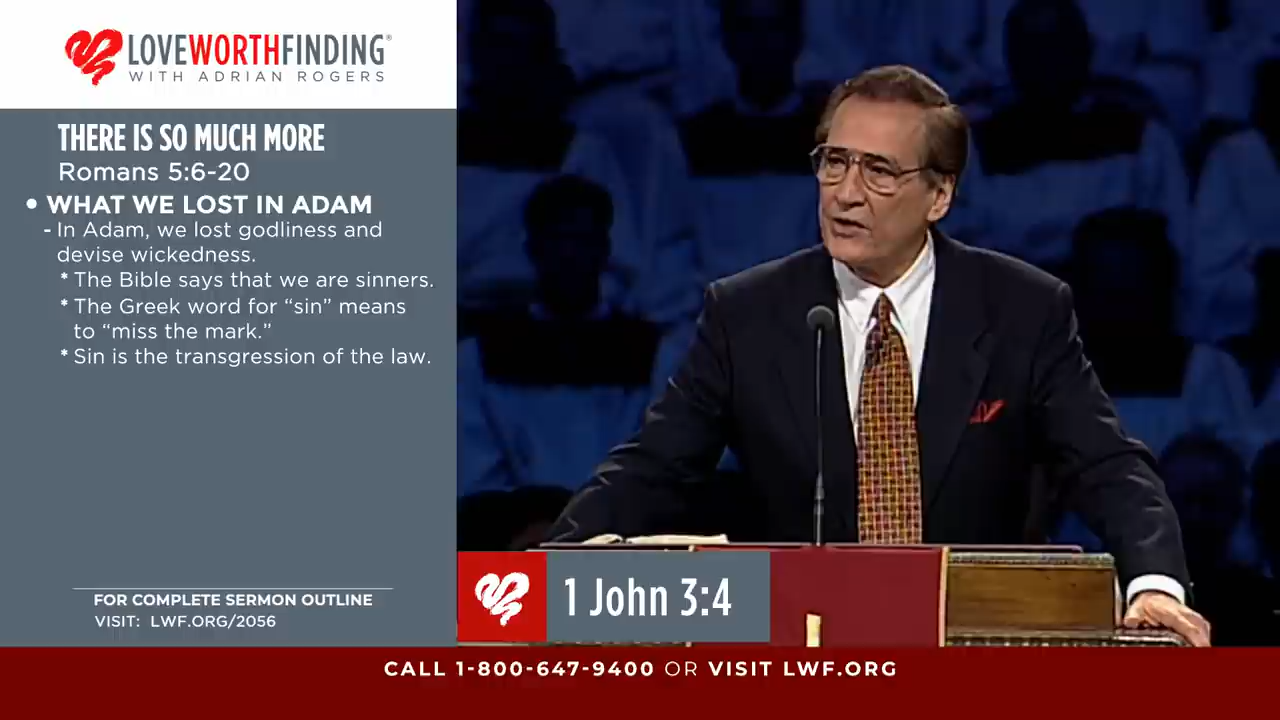 LOVEWORTHFINDING®
WITH ADRIAN ROGERS
THERE IS SO MUCH MORE
Romans 5:6-20
• WHAT WE LOST IN ADAM
- In Adam, we lost godliness and
devise wickedness.
* The Bible says that we are sinners.
* The Greek word for “sin” means
to “miss the mark.”
* Sin is the transgression of the law.
FOR COMPLETE SERMON OUTLINE
VISIT: LWF.ORG/2056
1 John 3:4
CALL 1-800-647-9400 OR VISIT LWF.ORG